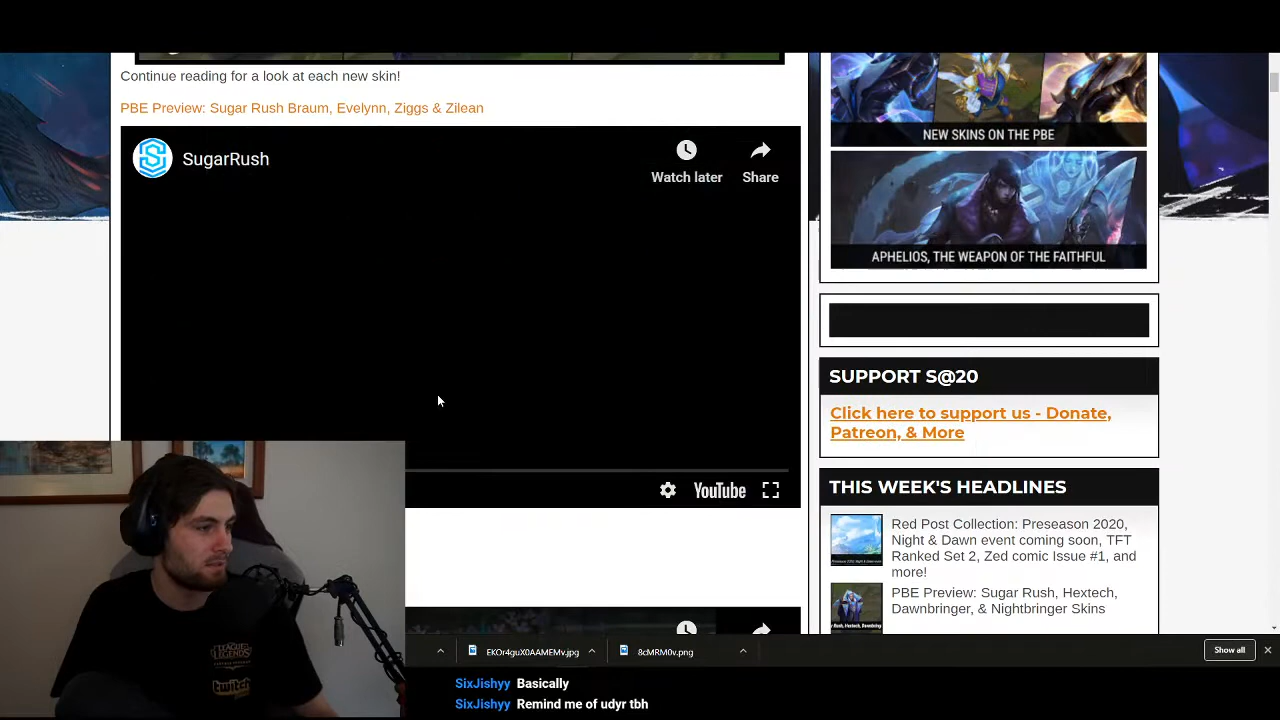 Continue reading for a look at each new skin!
PBE Preview: Sugar Rush Braum, Evelynn, Ziggs & Zilean
SugarRush
Watch later
Share
YouTube
NEW SKINS ON THE PBE
APHELIOS, THE WEAPON OF THE FAITHFUL
SUPPORT S@20
Click here to support us - Donate,
Patreon, & More
THIS WEEK'S HEADLINES
Red Post Collection: Preseason 2020,
Night & Dawn event coming soon, TFT
Ranked Set 2, Zed comic Issue #1, and
more!
PBE Preview: Sugar Rush, Hextech,
Dawnbringer, & Nightbringer Skins
EKOr4guX0AAMEMv.jpg
8cMRM0v.png
Show all
SixJishyy Basically
SixJishyy Remind me of udyr tbh
LEAGUE
LEGENDS
twitch